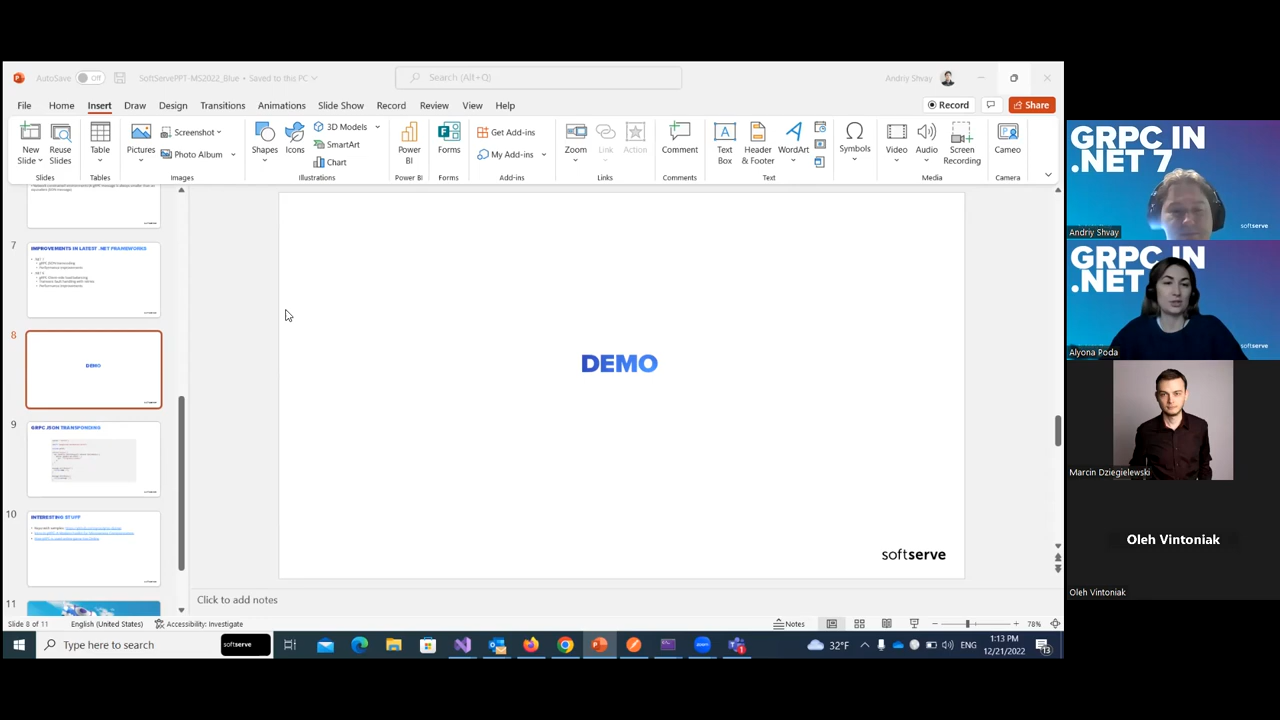 AutoSave Off SoftServePPT-MS2022_Blue • Saved to this PC Search (Alt+Q) Andriy Shvay
File Home Insert Draw Design Transitions Animations Slide Show Record Review View Help Record Share
New Slide Reuse Slides Table Pictures Screenshot Photo Album Shapes Icons 3D Models SmartArt Chart Power BI Forms Get Add-ins My Add-ins Zoom Link Action Comment Text Box Header & Footer WordArt Symbols Video Audio Screen Recording Cameo
Slides Tables Images Illustrations Power BI Forms Add-ins Links Comments Text Media Camera
7
IMPROVEMENTS IN LATEST .NET FRAMEWORKS
8
DEMO
9
GRPC JSON TRANSPONDING
10
INTERESTING STUFF
11
DEMO
softserve
Click to add notes
Slide 8 of 11 English (United States) Accessibility: Investigate Notes 78%
Type here to search softserve 32°F ENG 1:13 PM
12/21/2022
13
GRPC IN
.NET 7
softserve
Andriy Shvay
GRPC IN
.NET
softserve
Alyona Poda
Marcin Dziegielewski
Oleh Vintoniak
Oleh Vintoniak